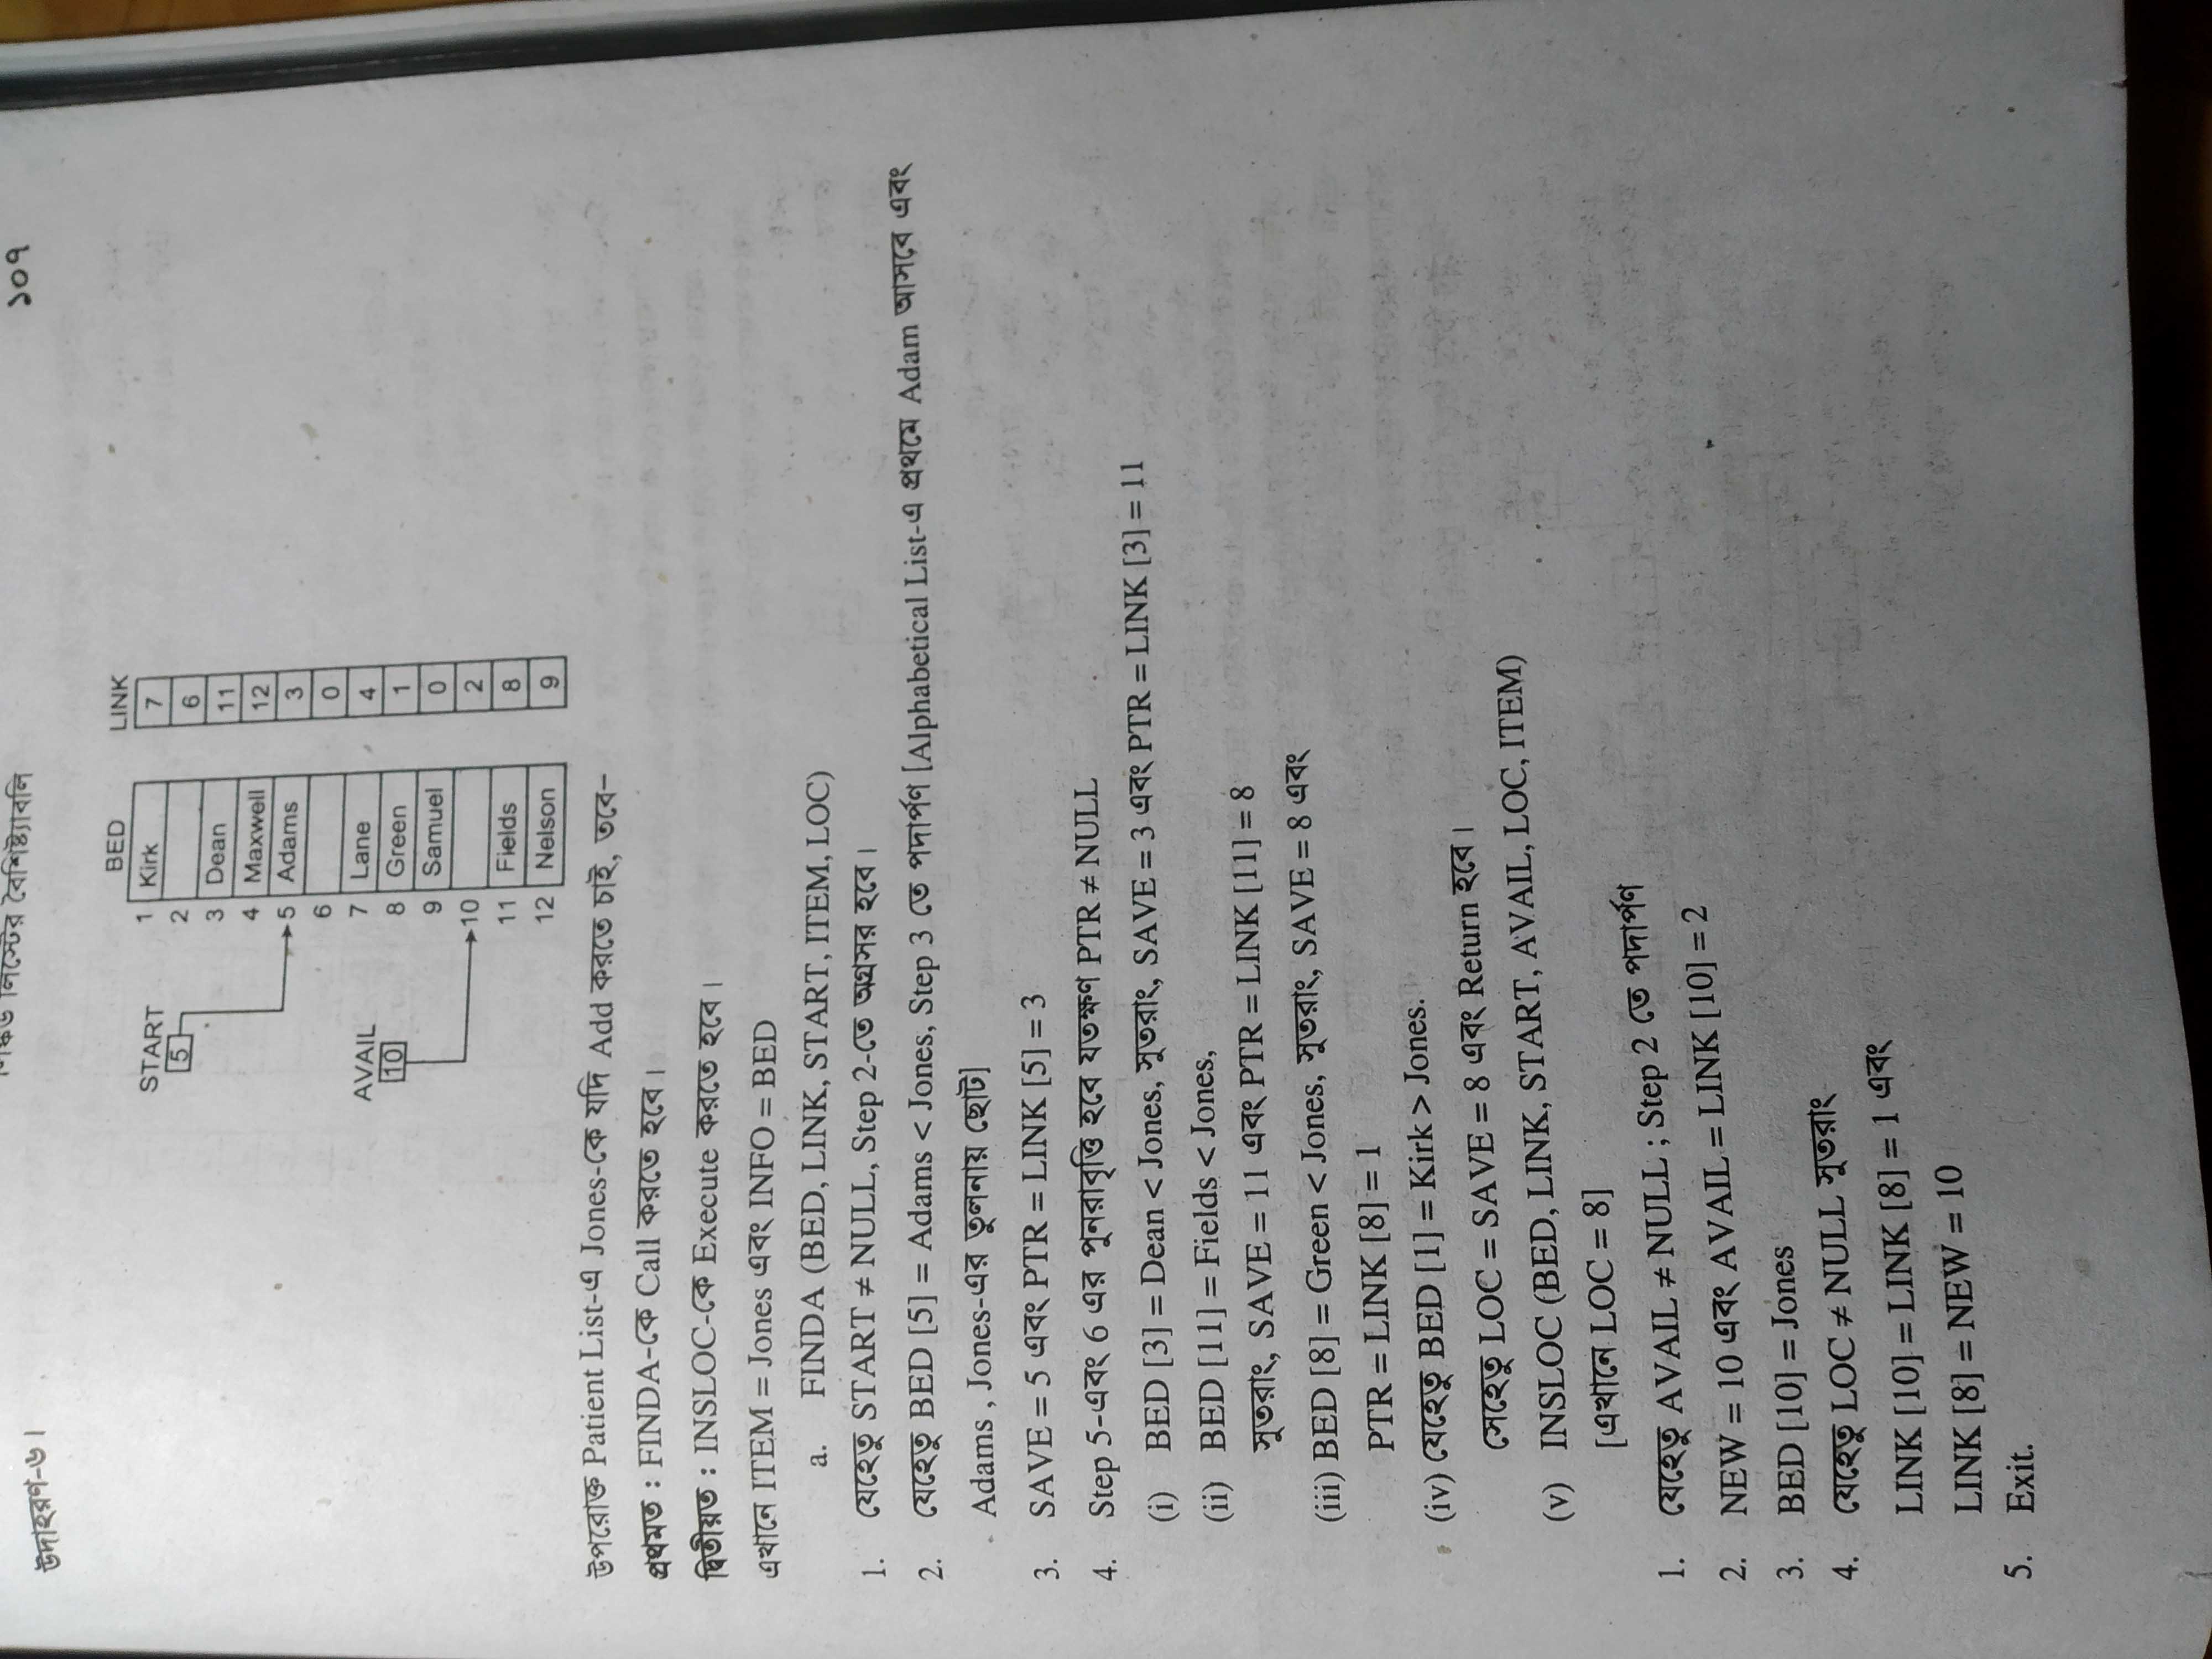 লিস্টের বৈশিষ্ট্যাবলি
১০৭
উদাহরণ-৬।
BED LINK
START 1 Kirk 7
5 2 6
3 Dean 11
4 Maxwell 12
5 Adams 3
6 0
AVAIL 7 Lane 4
10 8 Green 1
9 Samuel 0
10 2
11 Fields 8
12 Nelson 9
উপরোক্ত Patient List-এ Jones-কে যদি Add করতে চাই, তবে–
প্রথমত : FINDA-কে Call করতে হবে।
দ্বিতীয়ত : INSLOC-কে Execute করতে হবে।
এখানে ITEM = Jones এবং INFO = BED
a. FINDA (BED, LINK, START, ITEM, LOC)
1. যেহেতু START ≠ NULL, Step 2-তে অগ্রসর হবে।
2. যেহেতু BED [5] = Adams < Jones, Step 3 তে পদার্পণ [Alphabetical List-এ প্রথমে Adam আসবে এবং
Adams , Jones-এর তুলনায় ছোট]
3. SAVE = 5 এবং PTR = LINK [5] = 3
4. Step 5-এবং 6 এর পুনরাবৃত্তি হবে যতক্ষণ PTR ≠ NULL
(i) BED [3] = Dean < Jones, সুতরাং, SAVE = 3 এবং PTR = LINK [3] = 11
(ii) BED [11] = Fields < Jones,
সুতরাং, SAVE = 11 এবং PTR = LINK [11] = 8
(iii) BED [8] = Green < Jones, সুতরাং, SAVE = 8 এবং
PTR = LINK [8] = 1
(iv) যেহেতু BED [1] = Kirk > Jones.
সেহেতু LOC = SAVE = 8 এবং Return হবে।
(v) INSLOC (BED, LINK, START, AVAIL, LOC, ITEM)
[এখানে LOC = 8]
1. যেহেতু AVAIL ≠ NULL ; Step 2 তে পদার্পণ
2. NEW = 10 এবং AVAIL = LINK [10] = 2
3. BED [10] = Jones
4. যেহেতু LOC ≠ NULL সুতরাং
LINK [10] = LINK [8] = 1 এবং
LINK [8] = NEW = 10
5. Exit.